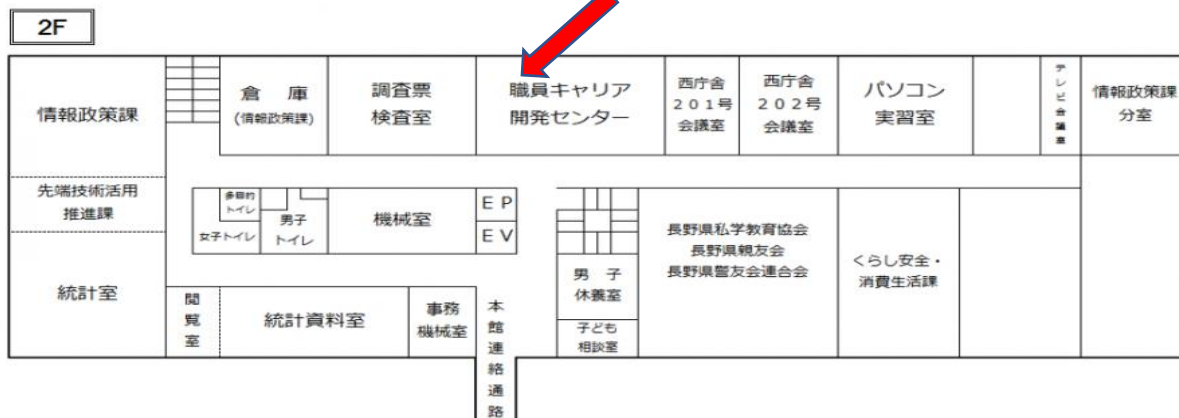 2F
情報政策課
倉 庫
(情報政策課)
調査票
検査室
職員キャリア
開発センター
西庁舎
201号
会議室
西庁舎
202号
会議室
パソコン
実習室
テレビ会議室
情報政策課
分室
先端技術活用
推進課
多目的
トイレ
女子トイレ
男子
トイレ
機械室
EP
EV
長野県私学教育協会
長野県親友会
長野県警友会連合会
くらし安全・
消費生活課
統計室
閲覧室
統計資料室
事務
機械室
本館連絡通路
男 子
休養室
子ども
相談室